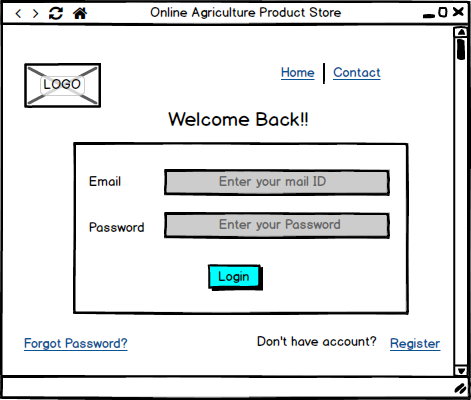 Online Agriculture Product Store
LOGO
Home
Contact
Welcome Back!!
Email
Enter your mail ID
Password
Enter your Password
Login
Forgot Password?
Don't have account?
Register